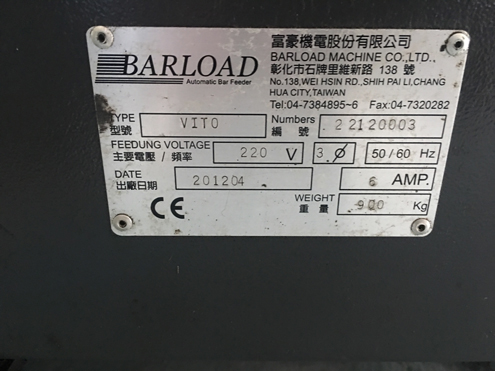 BARLOAD
Automatic Bar Feeder
富豪機電股份有限公司
BARLOAD MACHINE CO.,LTD.,
彰化市石牌里維新路 138 號
No.138,WEI HSIN RD.,SHIH PAI LI,CHANG
HUA CITY,TAIWAN
Tel:04-7384895~6 Fax:04-7320282
TYPE 型號 VITO Numbers 編 號 22120003
FEEDUNG VOLTAGE 主要電壓 / 頻率 220 V 3 Ø 50/60 Hz
DATE 出廠日期 201204 6 AMP.
CE WEIGHT 重 量 900 Kg